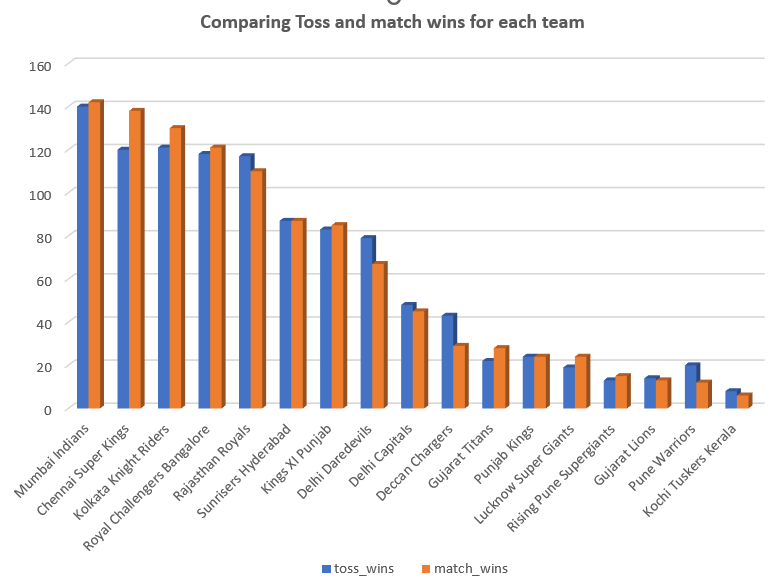 Comparing Toss and match wins for each team
160
140
120
100
80
60
40
20
0
Mumbai Indians
Chennai Super Kings
Kolkata Knight Riders
Royal Challengers Bangalore
Rajasthan Royals
Sunrisers Hyderabad
Kings XI Punjab
Delhi Daredevils
Delhi Capitals
Deccan Chargers
Gujarat Titans
Punjab Kings
Lucknow Super Giants
Rising Pune Supergiants
Gujarat Lions
Pune Warriors
Kochi Tuskers Kerala
toss_wins match_wins